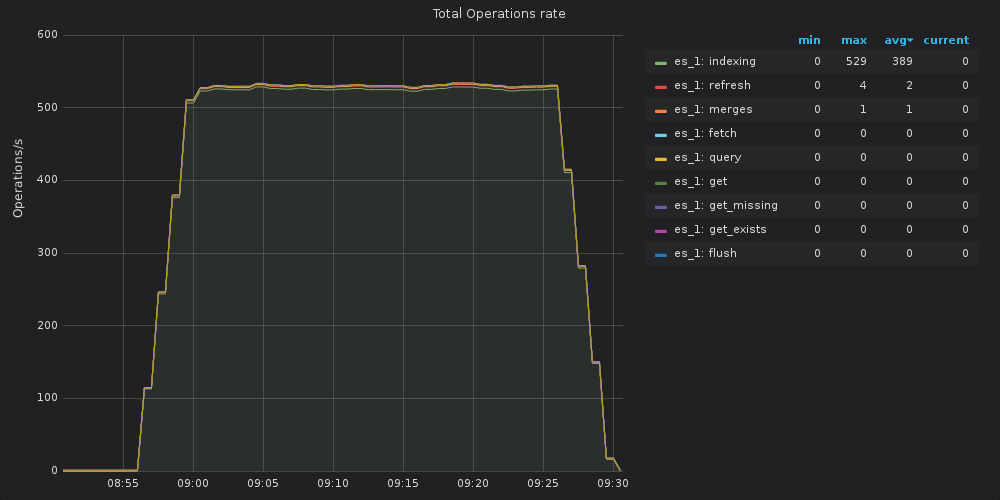 Total Operations rate
Operations/s
600
500
400
300
200
100
0
08:55 09:00 09:05 09:10 09:15 09:20 09:25 09:30
min max avg current
es_1: indexing 0 529 389 0
es_1: refresh 0 4 2 0
es_1: merges 0 1 1 0
es_1: fetch 0 0 0 0
es_1: query 0 0 0 0
es_1: get 0 0 0 0
es_1: get_missing 0 0 0 0
es_1: get_exists 0 0 0 0
es_1: flush 0 0 0 0